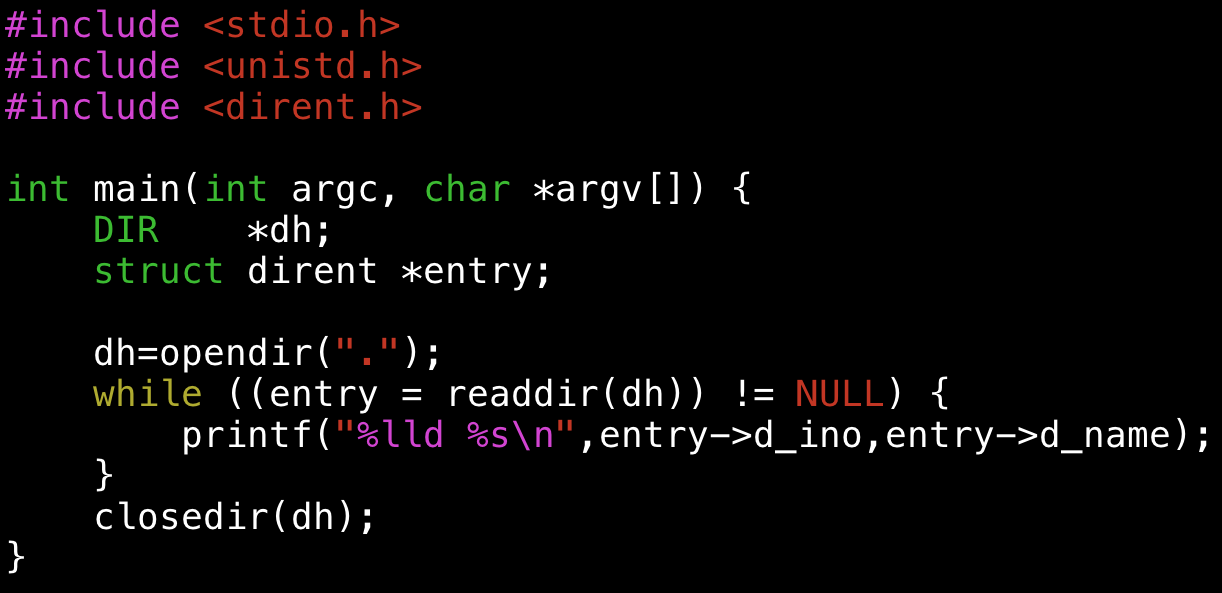 #include <stdio.h>
#include <unistd.h>
#include <dirent.h>

int main(int argc, char *argv[]) {
    DIR    *dh;
    struct dirent *entry;

    dh=opendir(".");
    while ((entry = readdir(dh)) != NULL) {
        printf("%lld %s\n",entry->d_ino,entry->d_name);
    }
    closedir(dh);
}